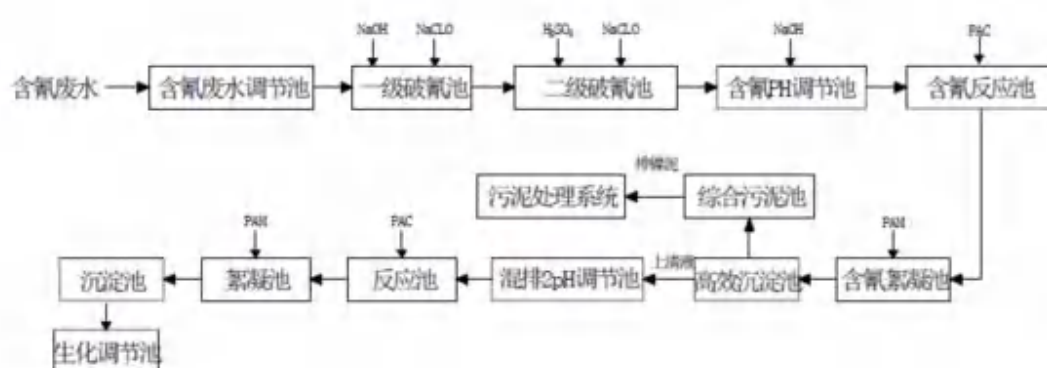 NaOH NaCLO H₂SO₄ NaCLO NaOH PAC
含氰废水 含氰废水调节池 一级破氰池 二级破氰池 含氰PH调节池 含氰反应池
污泥处理系统 综合污泥池
PAM PAC 上清液 PAM
沉淀池 絮凝池 反应池 混排2pH调节池 高效沉淀池 含氰絮凝池
生化调节池